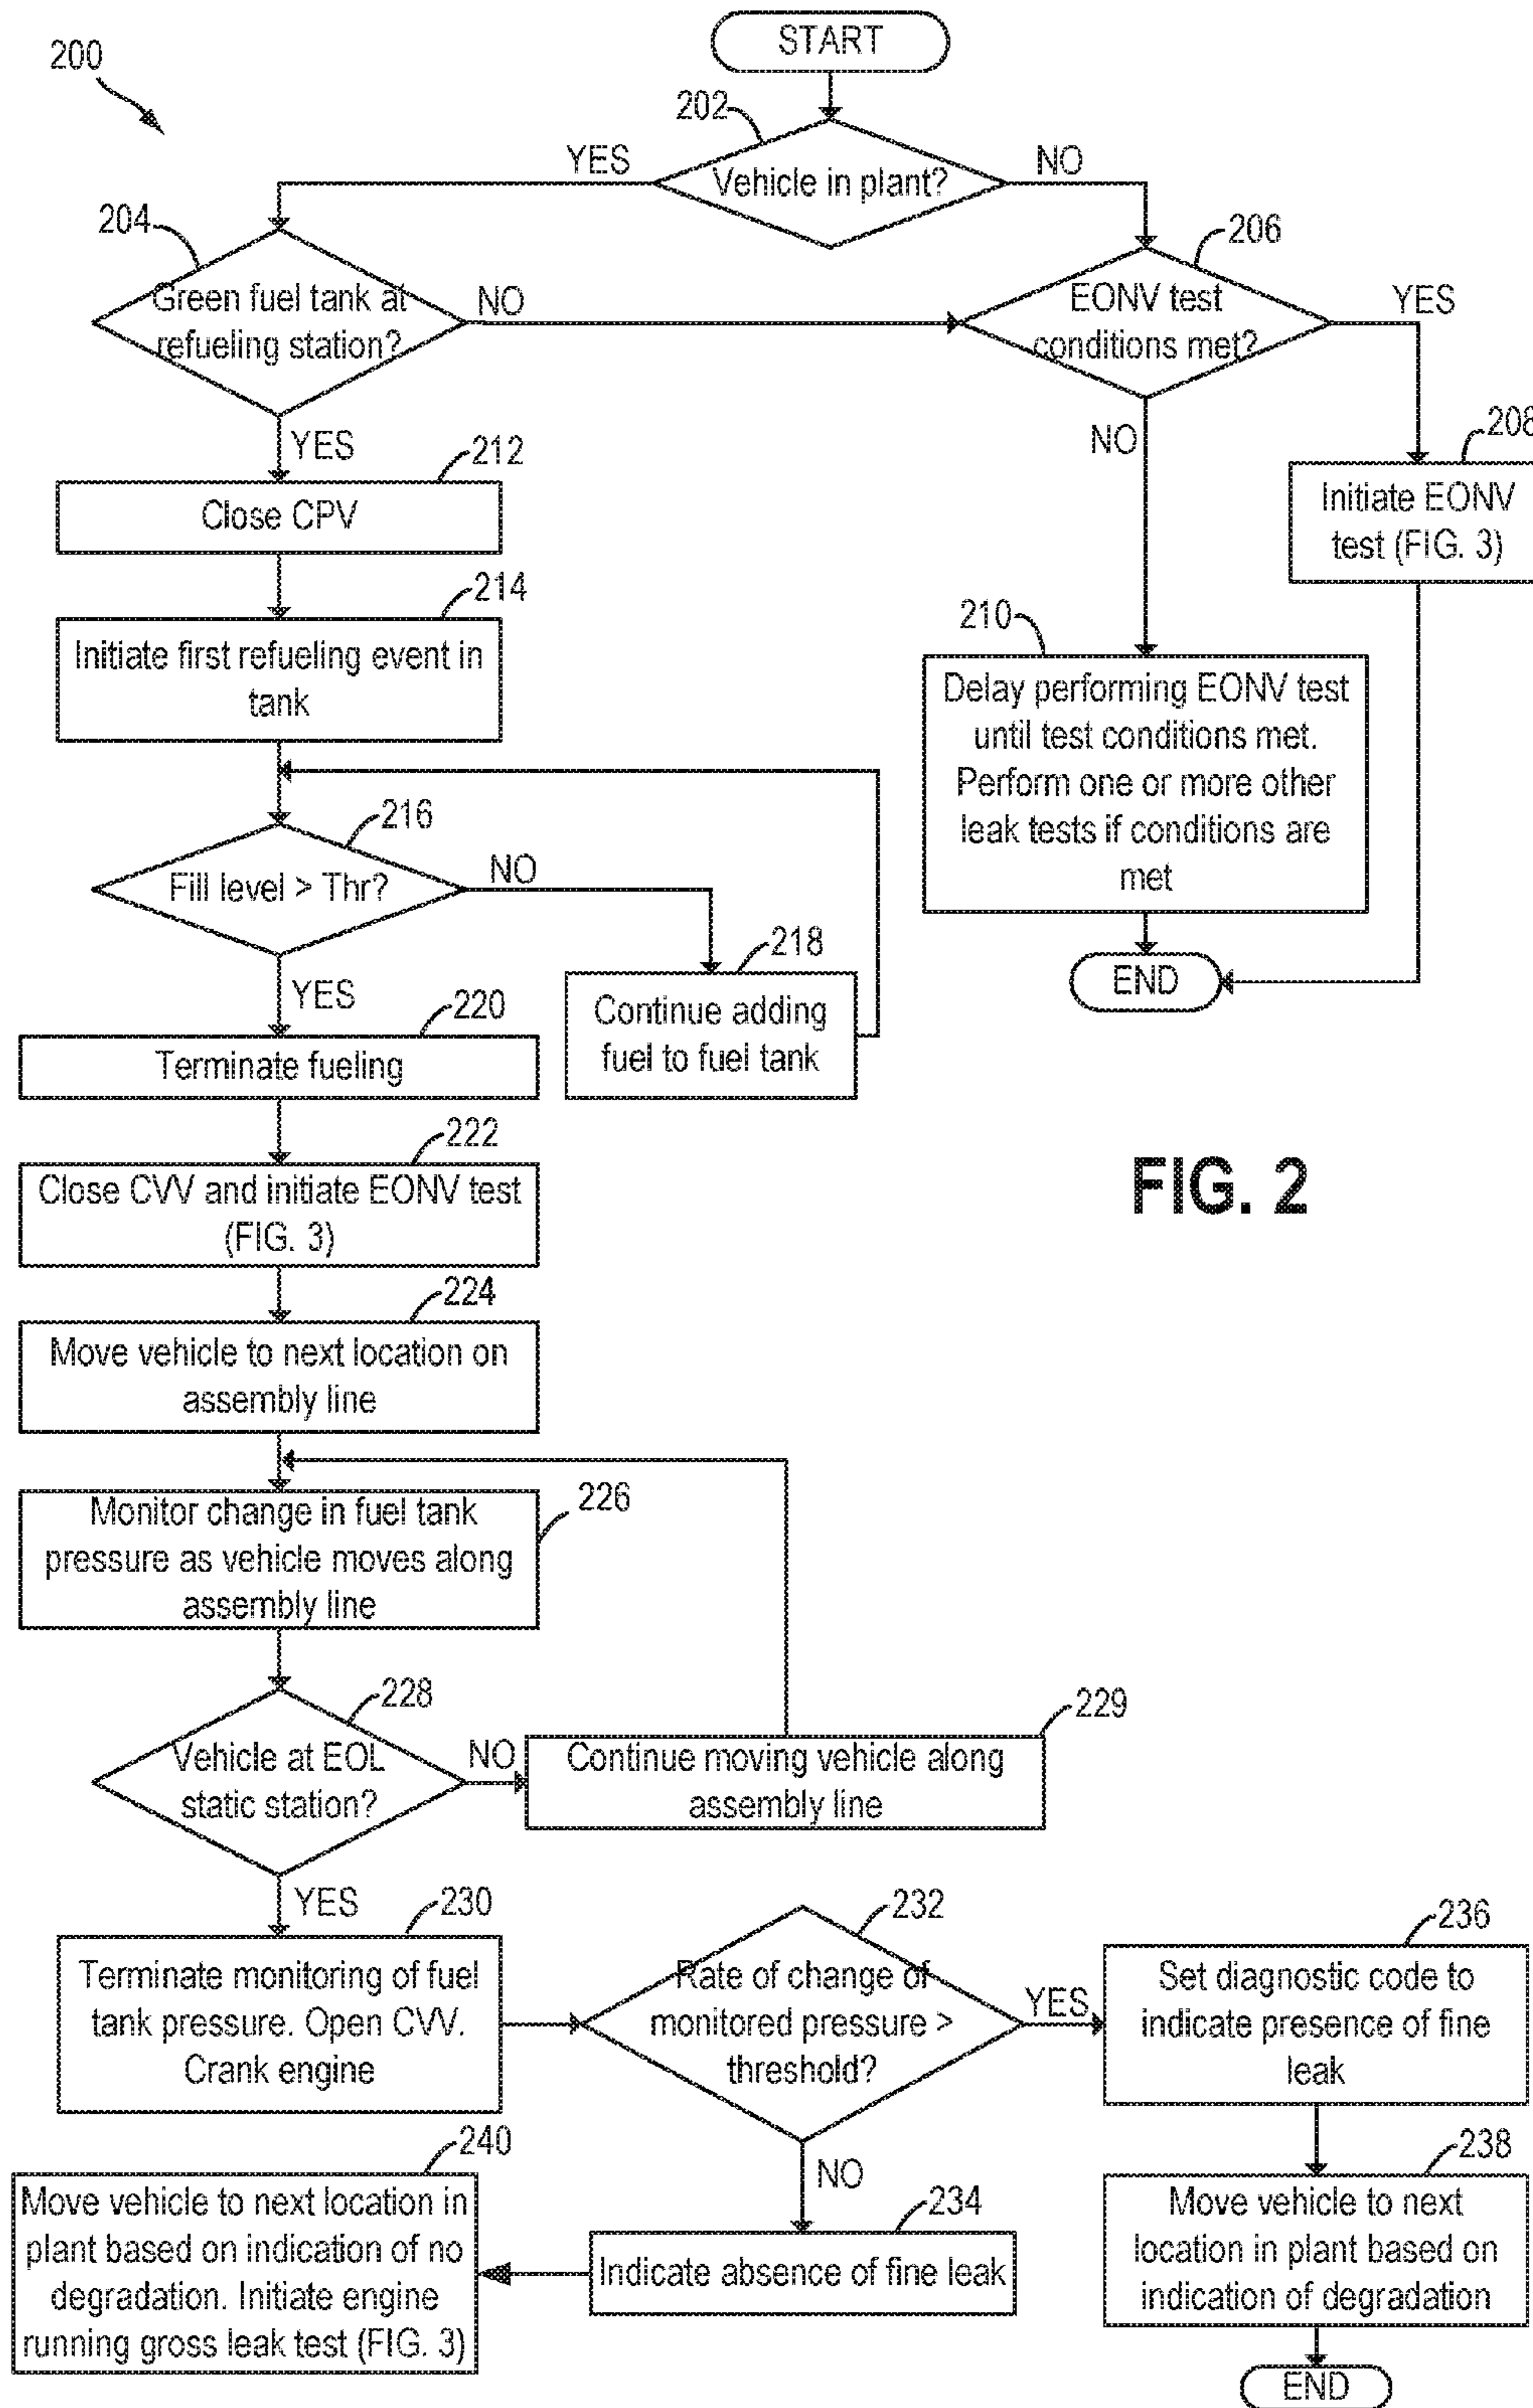 START
200
202
YES
Vehicle in plant?
NO
204
Green fuel tank at
refueling station?
NO
206
EONV test
conditions met?
YES
YES
212
Close CPV
NO
208
Initiate EONV
test (FIG. 3)
214
Initiate first refueling event in
tank
210
Delay performing EONV test
until test conditions met.
Perform one or more other
leak tests if conditions are
met
216
Fill level > Thr?
NO
END
218
Continue adding
fuel to fuel tank
YES
220
Terminate fueling
222
Close CVV and initiate EONV test
(FIG. 3)
FIG. 2
224
Move vehicle to next location on
assembly line
226
Monitor change in fuel tank
pressure as vehicle moves along
assembly line
228
Vehicle at EOL
static station?
NO
229
Continue moving vehicle along
assembly line
YES
230
Terminate monitoring of fuel
tank pressure. Open CVV.
Crank engine
232
Rate of change of
monitored pressure >
threshold?
YES
236
Set diagnostic code to
indicate presence of fine
leak
NO
240
Move vehicle to next location in
plant based on indication of no
degradation. Initiate engine
running gross leak test (FIG. 3)
234
Indicate absence of fine leak
238
Move vehicle to next
location in plant based on
indication of degradation
END